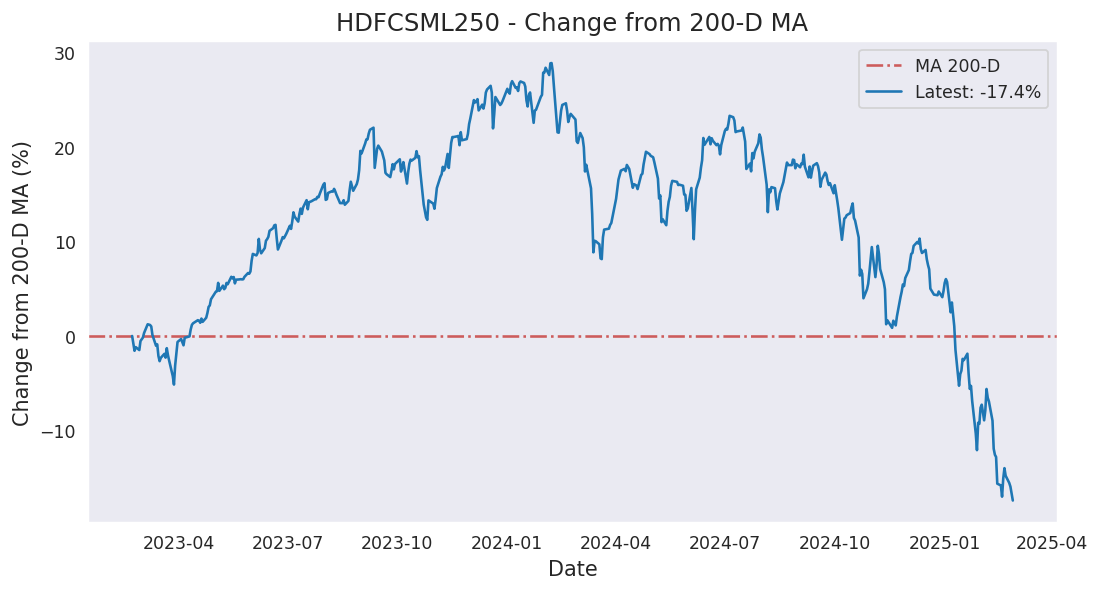 HDFCSML250 - Change from 200-D MA
MA 200-D
Latest: -17.4%
Change from 200-D MA (%)
30
20
10
0
−10
2023-04
2023-07
2023-10
2024-01
2024-04
2024-07
2024-10
2025-01
2025-04
Date